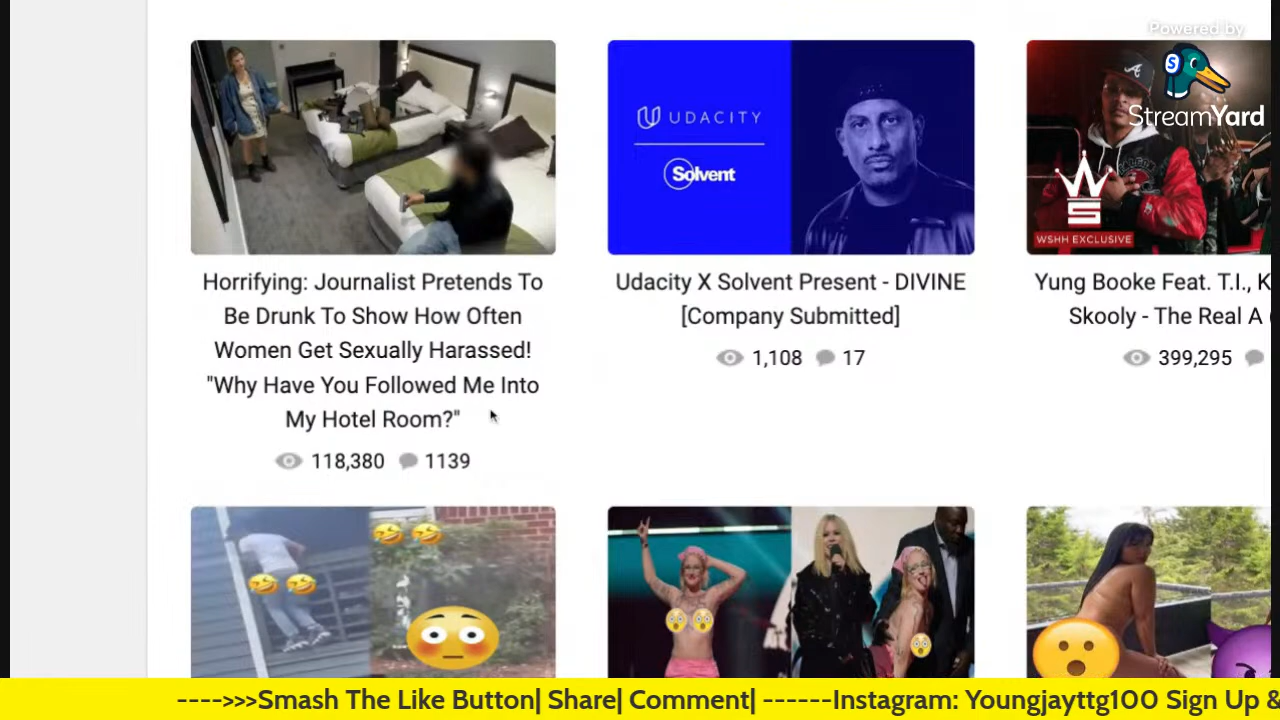 Powered by
StreamYard
UDACITY
Solvent
WSHH EXCLUSIVE
Horrifying: Journalist Pretends To
Be Drunk To Show How Often
Women Get Sexually Harassed!
"Why Have You Followed Me Into
My Hotel Room?"
118,380 1139
Udacity X Solvent Present - DIVINE
[Company Submitted]
1,108 17
Yung Booke Feat. T.I., K
Skooly - The Real A
399,295
---->>>Smash The Like Button| Share| Comment| ------Instagram: Youngjayttg100 Sign Up &